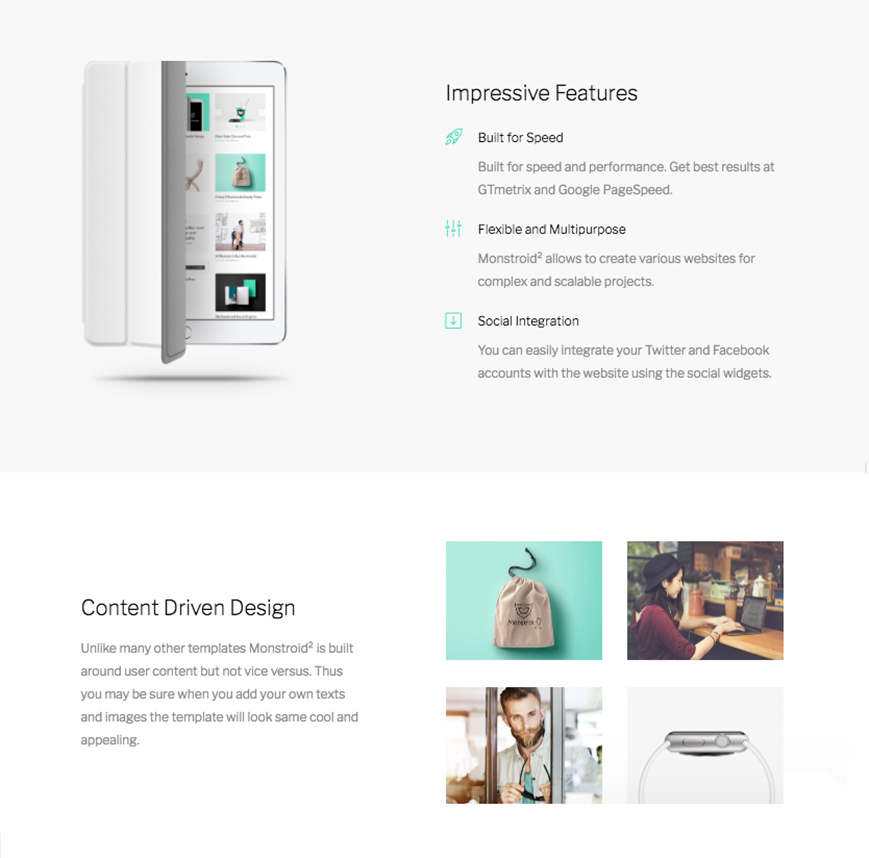 Impressive Features
Built for Speed
Built for speed and performance. Get best results at
GTmetrix and Google PageSpeed.
Flexible and Multipurpose
Monstroid² allows to create various websites for
complex and scalable projects.
Social Integration
You can easily integrate your Twitter and Facebook
accounts with the website using the social widgets.
Content Driven Design
Unlike many other templates Monstroid² is built
around user content but not vice versus. Thus
you may be sure when you add your own texts
and images the template will look same cool and
appealing.